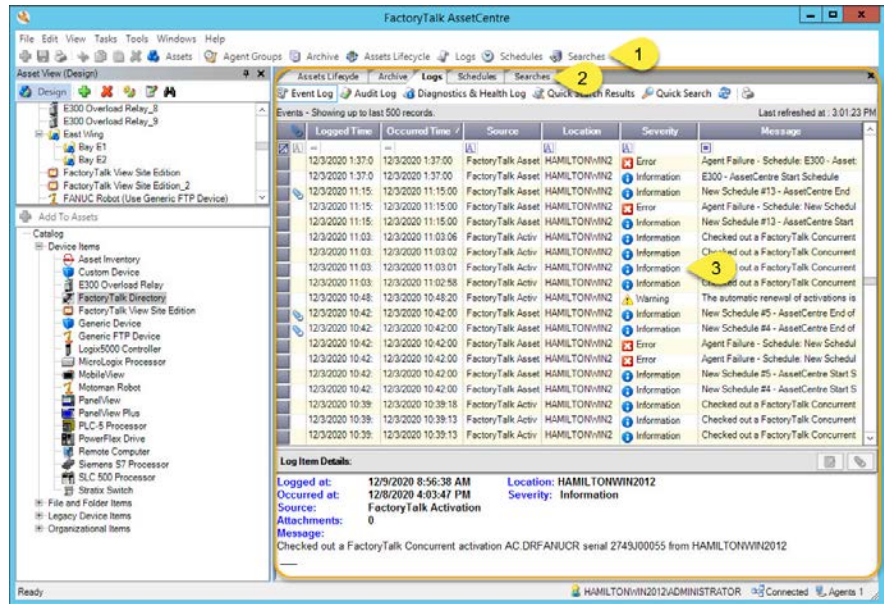 FactoryTalk AssetCentre
File Edit View Tasks Tools Windows Help
Assets Agent Groups Archive Assets Lifecycle Logs Schedules Searches
1
Asset View (Design)
Design
E300 Overload Relay_8
E300 Overload Relay_9
East Wing
Bay E1
Bay E2
FactoryTalk View Site Edition
FactoryTalk View Site Edition_2
FANUC Robot (Use Generic FTP Device)
Add To Assets
Catalog
Device Items
Asset Inventory
Custom Device
E300 Overload Relay
FactoryTalk Directory
FactoryTalk View Site Edition
Generic Device
Generic FTP Device
Logix5000 Controller
MicroLogix Processor
MobileView
Motoman Robot
PanelView
PanelView Plus
PLC-5 Processor
PowerFlex Drive
Remote Computer
Siemens S7 Processor
SLC 500 Processor
Stratix Switch
File and Folder Items
Legacy Device Items
Organizational Items
Assets Lifecycle Archive Logs Schedules Searches
2
Event Log Audit Log Diagnostics & Health Log Quick Search Results Quick Search
Events - Showing up to last 500 records. Last refreshed at : 3:01:23 PM
Logged Time Occurred Time Source Location Severity Message
12/3/2020 1:37:0 12/3/2020 1:37:00 FactoryTalk Asset HAMILTONWIN2 Error Agent Failure - Schedule: E300 - Asset:
12/3/2020 1:37:0 12/3/2020 1:37:00 FactoryTalk Asset HAMILTONWIN2 Information E300 - AssetCentre Start Schedule
12/3/2020 11:15: 12/3/2020 11:15:00 FactoryTalk Asset HAMILTONWIN2 Information New Schedule #13 - AssetCentre End
12/3/2020 11:15: 12/3/2020 11:15:00 FactoryTalk Asset HAMILTONWIN2 Error Agent Failure - Schedule: New Schedul
12/3/2020 11:15: 12/3/2020 11:15:00 FactoryTalk Asset HAMILTONWIN2 Information New Schedule #13 - AssetCentre Start
12/3/2020 11:03: 12/3/2020 11:03:06 FactoryTalk Activ HAMILTONWIN2 Information Checked out a FactoryTalk Concurrent
12/3/2020 11:03: 12/3/2020 11:03:02 FactoryTalk Activ HAMILTONWIN2 Information Checked out a FactoryTalk Concurrent
12/3/2020 11:03: 12/3/2020 11:03:01 FactoryTalk Activ HAMILTONWIN2 Information out a FactoryTalk Concurrent
3
12/3/2020 11:03: 12/3/2020 11:02:58 FactoryTalk Activ HAMILTONWIN2 Information out a FactoryTalk Concurrent
12/3/2020 10:48: 12/3/2020 10:48:20 FactoryTalk Activ HAMILTONWIN2 Warning The automatic renewal of activations is
12/3/2020 10:42: 12/3/2020 10:42:00 FactoryTalk Asset HAMILTONWIN2 Information New Schedule #5 - AssetCentre End of
12/3/2020 10:42: 12/3/2020 10:42:00 FactoryTalk Asset HAMILTONWIN2 Information New Schedule #4 - AssetCentre End of
12/3/2020 10:42: 12/3/2020 10:42:00 FactoryTalk Asset HAMILTONWIN2 Error Agent Failure - Schedule: New Schedul
12/3/2020 10:42: 12/3/2020 10:42:00 FactoryTalk Asset HAMILTONWIN2 Error Agent Failure - Schedule: New Schedul
12/3/2020 10:42: 12/3/2020 10:42:00 FactoryTalk Asset HAMILTONWIN2 Information New Schedule #5 - AssetCentre Start S
12/3/2020 10:42: 12/3/2020 10:42:00 FactoryTalk Asset HAMILTONWIN2 Information New Schedule #4 - AssetCentre Start S
12/3/2020 10:39: 12/3/2020 10:39:18 FactoryTalk Activ HAMILTONWIN2 Information Checked out a FactoryTalk Concurrent
12/3/2020 10:39: 12/3/2020 10:39:13 FactoryTalk Activ HAMILTONWIN2 Information Checked out a FactoryTalk Concurrent
12/3/2020 10:39: 12/3/2020 10:39:13 FactoryTalk Activ HAMILTONWIN2 Information Checked out a FactoryTalk Concurrent
Log Item Details:
Logged at: 12/9/2020 8:56:38 AM Location: HAMILTONWIN2012
Occurred at: 12/8/2020 4:03:47 PM Severity: Information
Source: FactoryTalk Activation
Attachments: 0
Message:
Checked out a FactoryTalk Concurrent activation AC.DRFANUCR serial 2749J00055 from HAMILTONWIN2012
Ready HAMILTONWIN2012\ADMINISTRATOR Connected Agents 1